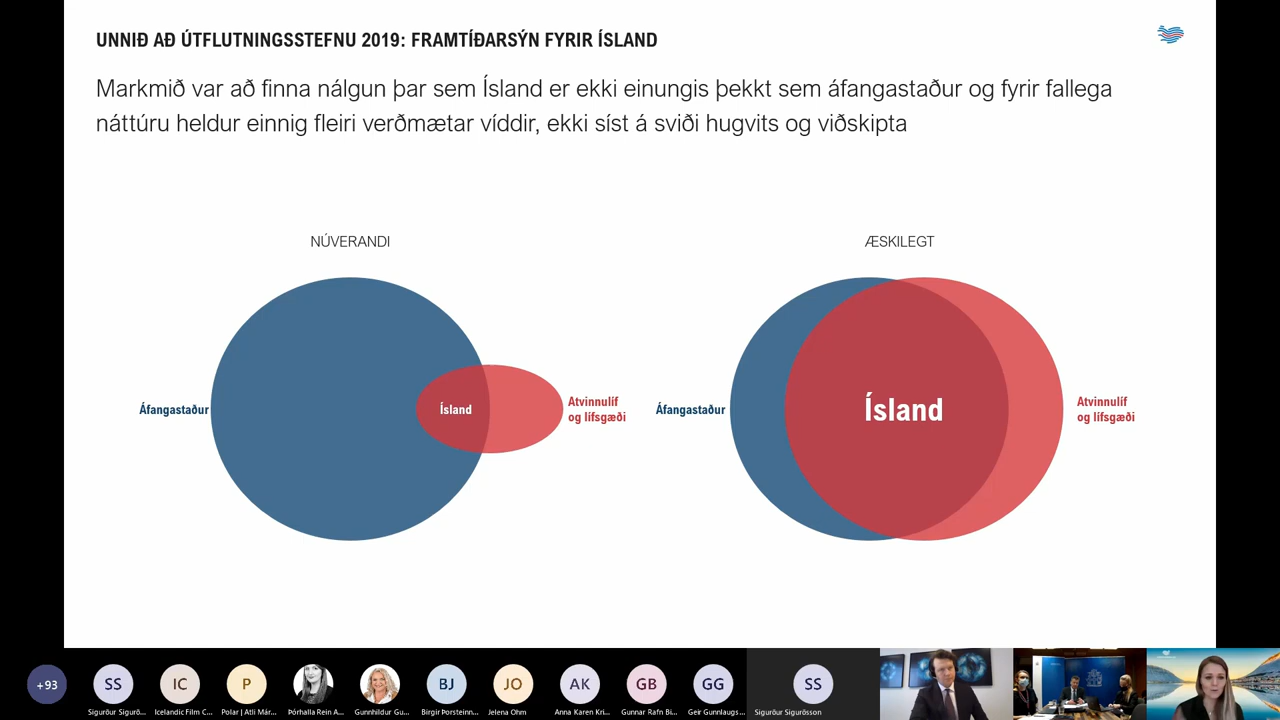 UNNIÐ AÐ ÚTFLUTNINGSSTEFNU 2019: FRAMTÍÐARSÝN FYRIR ÍSLAND
Markmið var að finna nálgun þar sem Ísland er ekki einungis þekkt sem áfangastaður og fyrir fallega
náttúru heldur einnig fleiri verðmætar víddir, ekki síst á sviði hugvits og viðskipta
NÚVERANDI
Áfangastaður
Ísland
Atvinnulíf
og lífsgæði
ÆSKILEGT
Áfangastaður
Ísland
Atvinnulíf
og lífsgæði
+93
SS
IC
P
BJ
JO
AK
GB
GG
SS
Sigurður Sigurð...
Icelandic Film C...
Polar | Atli Már...
Þórhalla Rein A...
Gunnhildur Gu...
Birgir Þorsteinn...
Jelena Ohm
Anna Karen Kri...
Gunnar Rafn Bi...
Geir Gunnlaugs...
Sigurður Sigurðsson